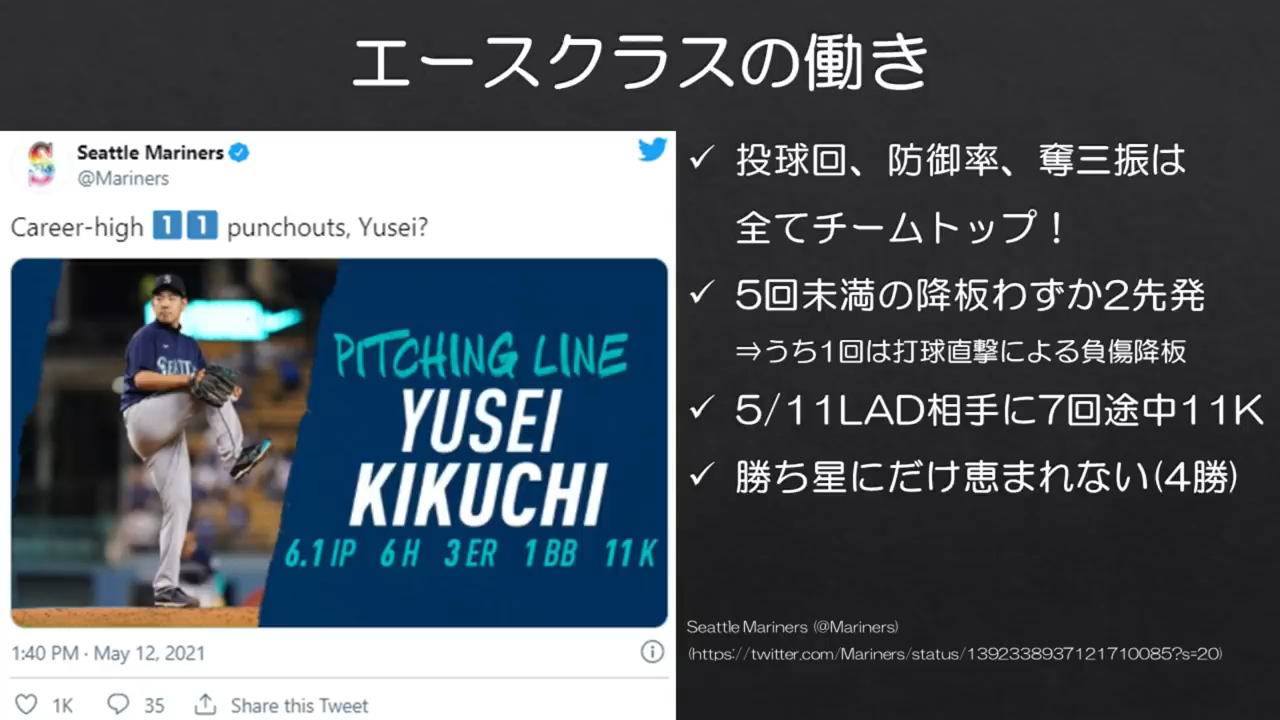 エースクラスの働き
Seattle Mariners
@Mariners
Career-high 11 punchouts, Yusei?
SEATTLE
PITCHING LINE
YUSEI
KIKUCHI
6.1 IP 6 H 3 ER 1 BB 11 K
1:40 PM · May 12, 2021
1K 35 Share this Tweet
✓ 投球回、防御率、奪三振は
全てチームトップ！
✓ 5回未満の降板わずか2先発
⇒うち1回は打球直撃による負傷降板
✓ 5/11LAD相手に7回途中11K
✓ 勝ち星にだけ恵まれない(4勝)
Seattle Mariners (@Mariners)
(https://twitter.com/Mariners/status/1392338937121710085?s=20)